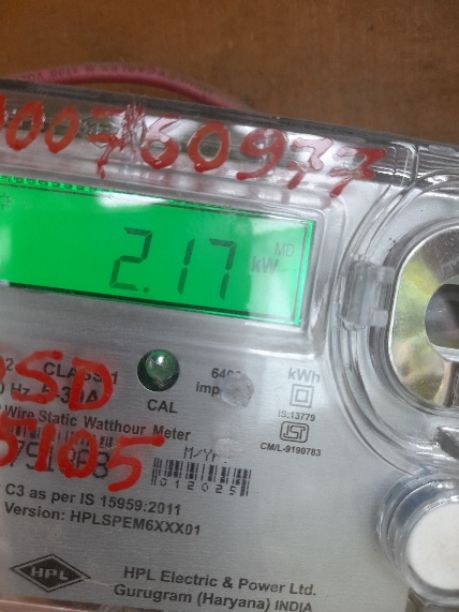 00760977
MD
2.17 kW
CLASS 1
kWh
imp
IS:13779
CAL
SD
Wire Static Watthour Meter
CM/L-9190783
5105
M/Yr
012025
C3 as per IS 15959:2011
Version: HPLSPEM6XXX01
HPL
HPL Electric & Power Ltd.
Gurugram (Haryana) INDIA